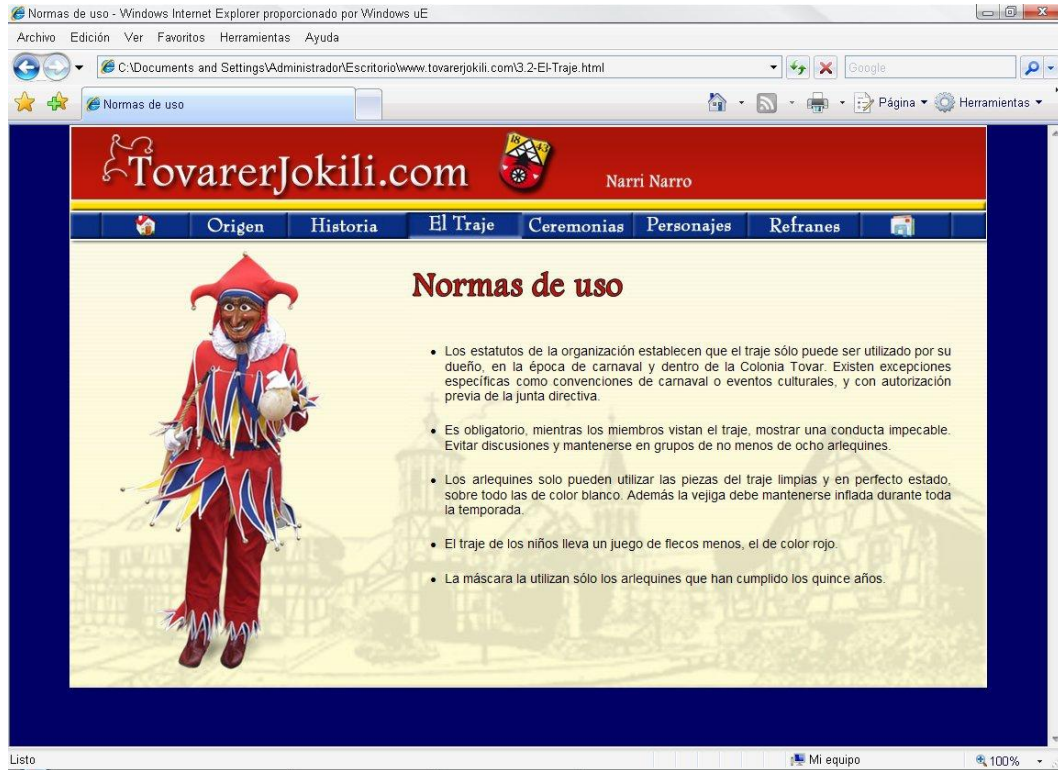 Normas de uso - Windows Internet Explorer proporcionado por Windows uE
Archivo Edición Ver Favoritos Herramientas Ayuda
C:\Documents and Settings\Administrador\Escritorio\www.tovarerjokili.com\3.2-El-Traje.html
Google
Normas de uso
Página
Herramientas
TovarerJokili.com
18 43
Narri Narro
Origen Historia El Traje Ceremonias Personajes Refranes
Normas de uso
• Los estatutos de la organización establecen que el traje sólo puede ser utilizado por su
dueño, en la época de carnaval y dentro de la Colonia Tovar. Existen excepciones
específicas como convenciones de carnaval o eventos culturales, y con autorización
previa de la junta directiva.
• Es obligatorio, mientras los miembros vistan el traje, mostrar una conducta impecable.
Evitar discusiones y mantenerse en grupos de no menos de ocho arlequines.
• Los arlequines solo pueden utilizar las piezas del traje limpias y en perfecto estado,
sobre todo las de color blanco. Además la vejiga debe mantenerse inflada durante toda
la temporada.
• El traje de los niños lleva un juego de flecos menos, el de color rojo.
• La máscara la utilizan sólo los arlequines que han cumplido los quince años.
Listo
Mi equipo
100%